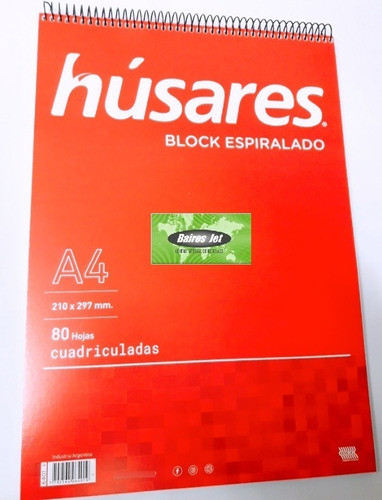 húsares®
BLOCK ESPIRALADO
Baires Jet
A4
210 x 297 mm.
80 Hojas
cuadriculadas
Industria Argentina